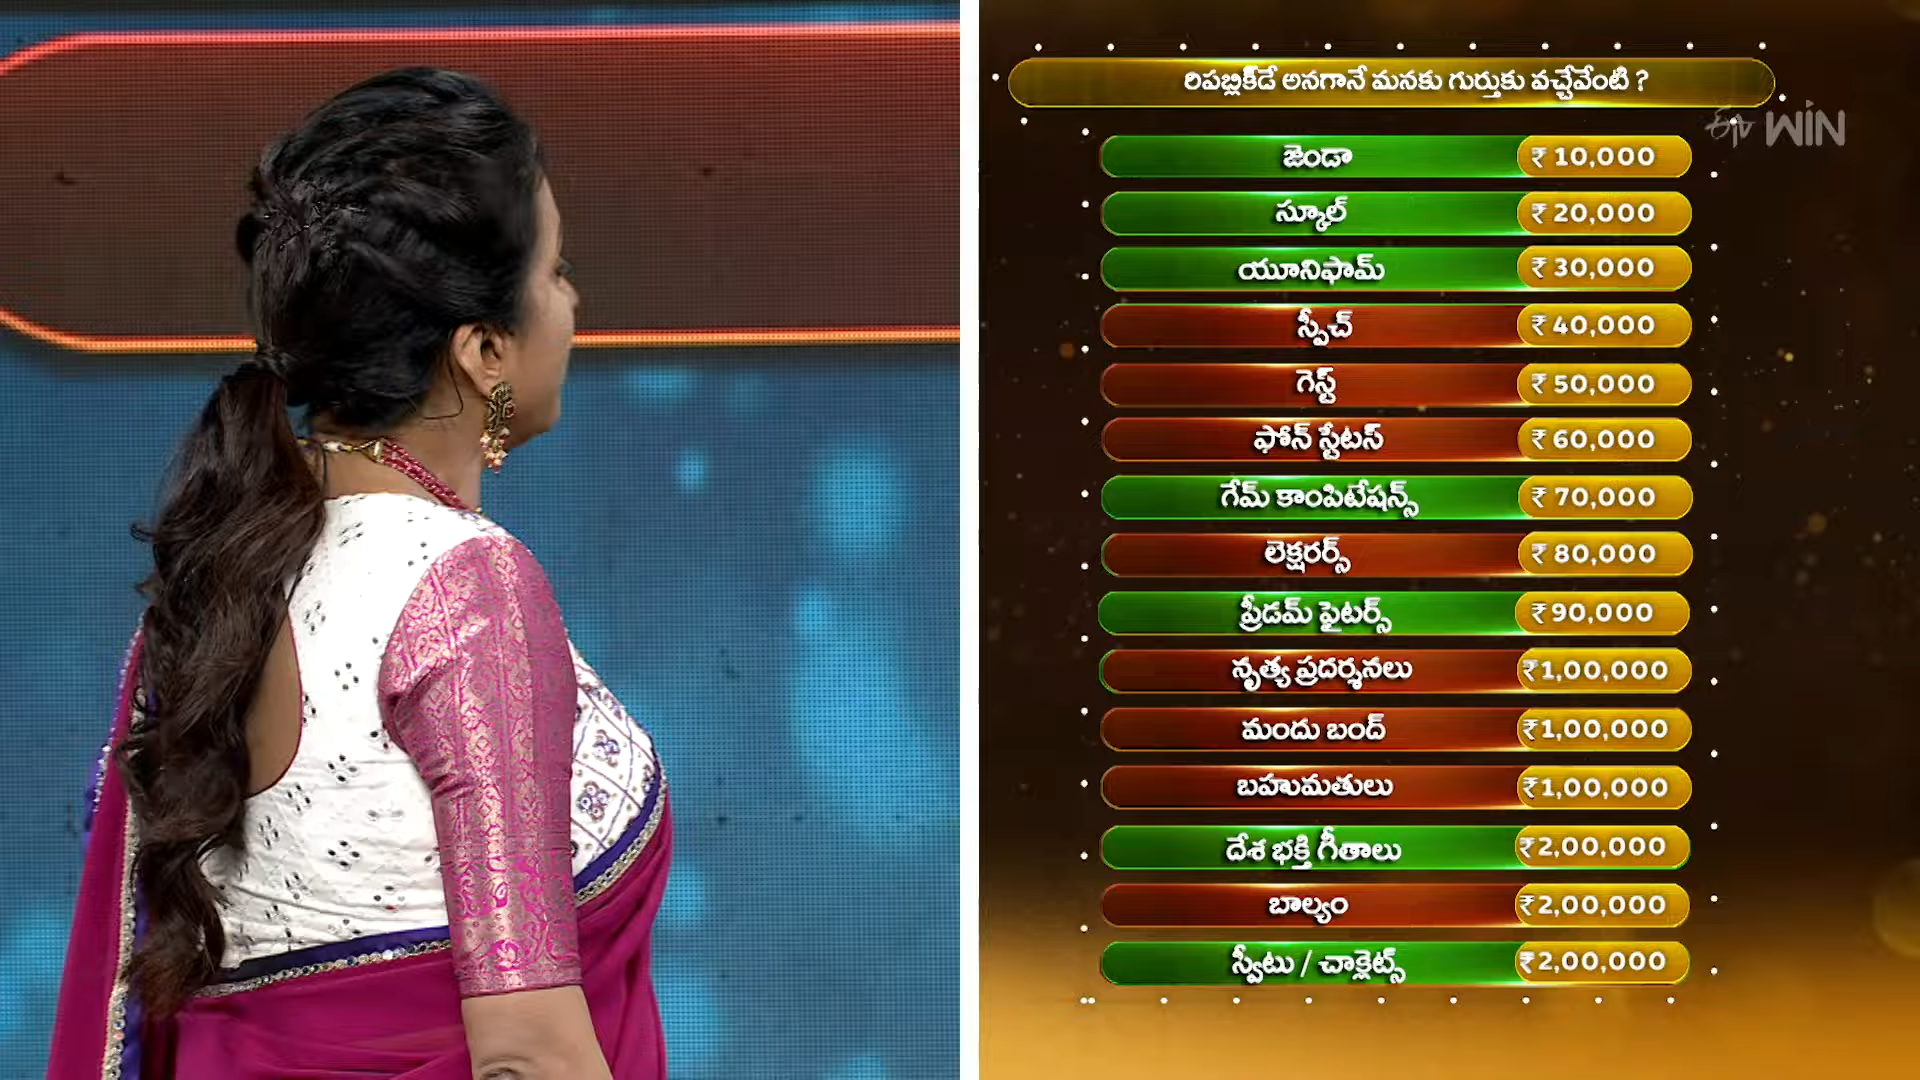 రిపబ్లిక్‌డే అనగానే మనకు గుర్తుకు వచ్చేవేంటి ?
ఈటీవీ WIN
జెండా ₹ 10,000
స్కూల్ ₹ 20,000
యూనిఫామ్ ₹ 30,000
స్పీచ్ ₹ 40,000
గెస్ట్ ₹ 50,000
ఫోన్ స్టేటస్ ₹ 60,000
గేమ్ కాంపిటేషన్స్ ₹ 70,000
లెక్షరర్స్ ₹ 80,000
ఫ్రీడమ్ ఫైటర్స్ ₹ 90,000
నృత్య ప్రదర్శనలు ₹1,00,000
మందు బంద్ ₹1,00,000
బహుమతులు ₹1,00,000
దేశ భక్తి గీతాలు ₹2,00,000
బాల్యం ₹2,00,000
స్వీటు / చాక్లెట్స్ ₹2,00,000